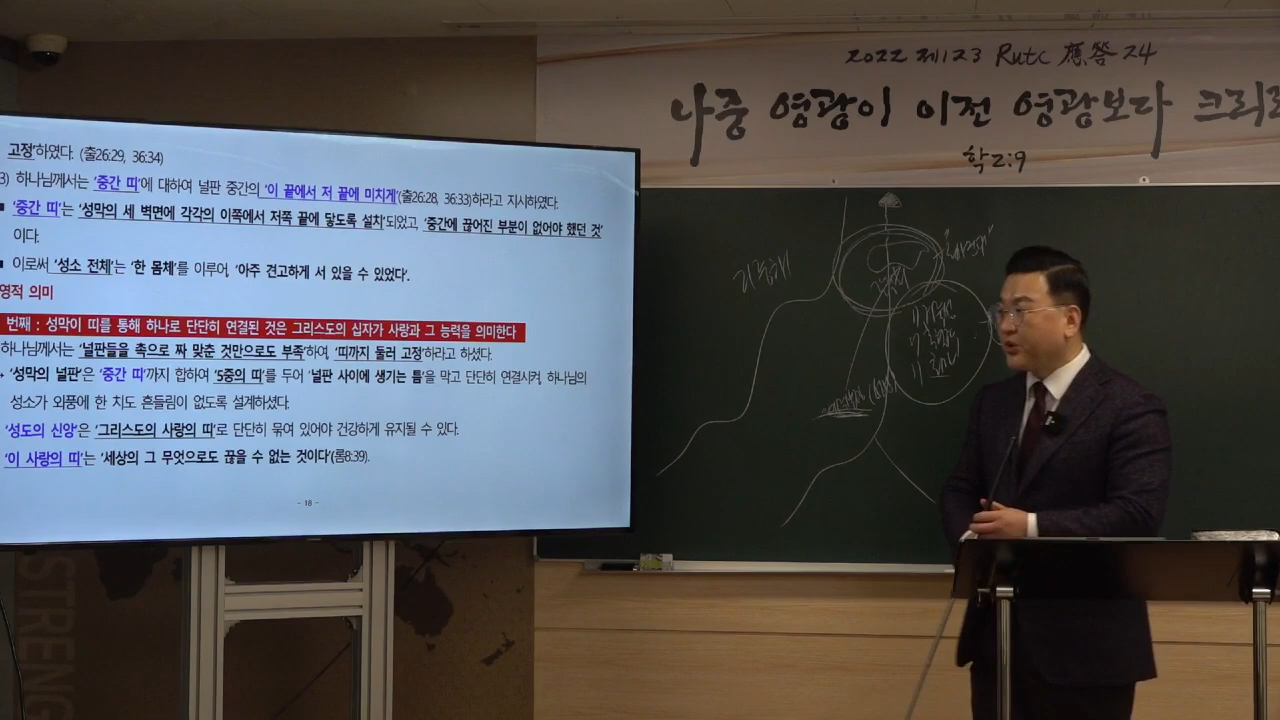 2022 제123 Rutc 應答 24
나중 영광이 이전 영광보다 크리라
학2:9
고정'하였다. (출26:29, 36:34)
3) 하나님께서는 '중간 띠'에 대하여 널판 중간의 '이 끝에서 저 끝에 미치게'(출26:28, 36:33)하라고 지시하였다.
▪ '중간 띠'는 '성막의 세 벽면에 각각의 이쪽에서 저쪽 끝에 닿도록 설치'되었고, '중간에 끊어진 부분이 없어야 했던 것'
이다.
▪ 이로써 '성소 전체'는 '한 몸체'를 이루어, '아주 견고하게 서 있을 수 있었다'.
영적 의미
번째 : 성막이 띠를 통해 하나로 단단히 연결된 것은 그리스도의 십자가 사랑과 그 능력을 의미한다
하나님께서는 '널판들을 촉으로 짜 맞춘 것만으로도 부족'하여, '띠까지 둘러 고정'하라고 하셨다.
'성막의 널판'은 '중간 띠'까지 합하여 '5중의 띠'를 두어 '널판 사이에 생기는 틈'을 막고 단단히 연결시켜, 하나님의
성소가 외풍에 한 치도 흔들림이 없도록 설계하셨다.
'성도의 신앙'은 '그리스도의 사랑의 띠'로 단단히 묶여 있어야 건강하게 유지될 수 있다.
'이 사랑의 띠'는 '세상의 그 무엇으로도 끊을 수 없는 것이다'(롬8:39).
- 18 -
STRENG